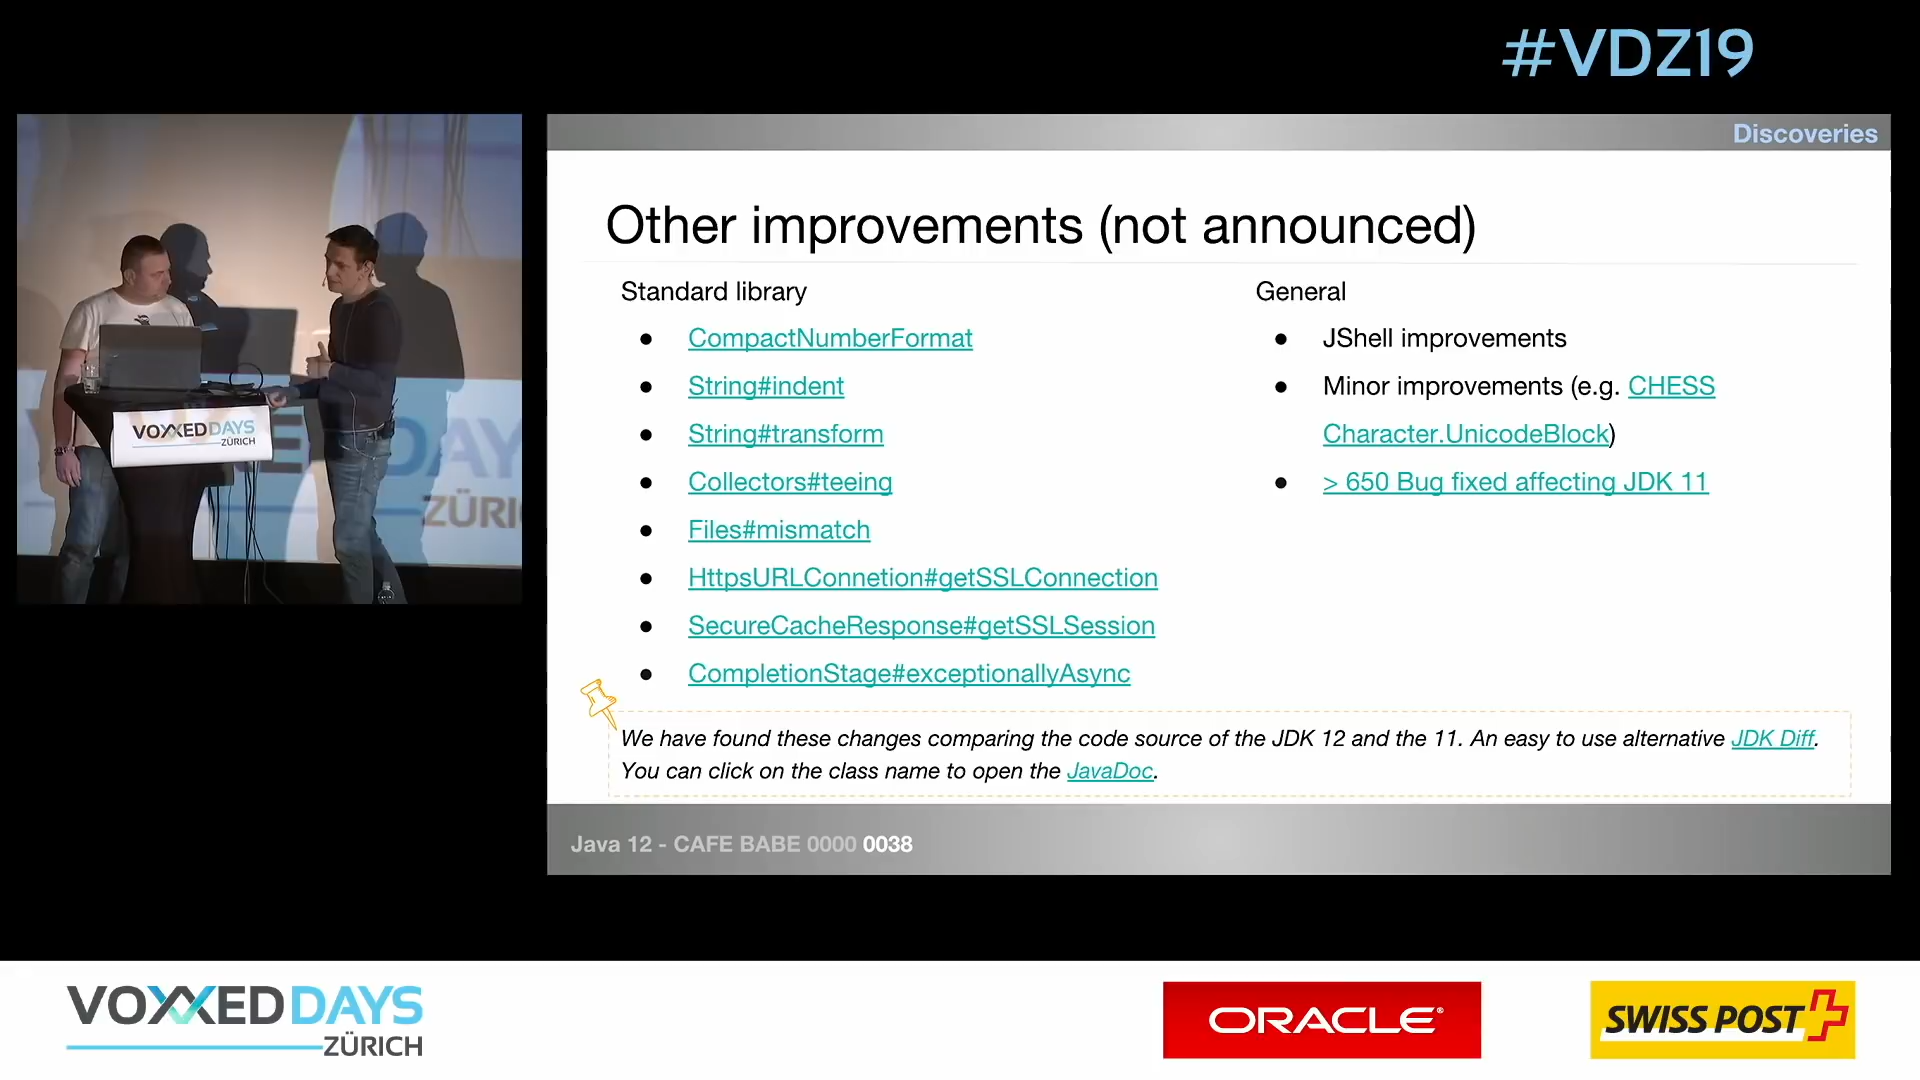 #VDZ19
Discoveries
Other improvements (not announced)
Standard library
CompactNumberFormat
String#indent
String#transform
Collectors#teeing
Files#mismatch
HttpsURLConnetion#getSSLConnection
SecureCacheResponse#getSSLSession
CompletionStage#exceptionallyAsync
General
JShell improvements
Minor improvements (e.g. CHESS
Character.UnicodeBlock)
> 650 Bug fixed affecting JDK 11
We have found these changes comparing the code source of the JDK 12 and the 11. An easy to use alternative JDK Diff.
You can click on the class name to open the JavaDoc.
Java 12 - CAFE BABE 0000 0038
VOXXED DAYS
ZÜRICH
DAY
ZÜRI
VOXXED DAYS
ZÜRICH
ORACLE®
SWISS POST